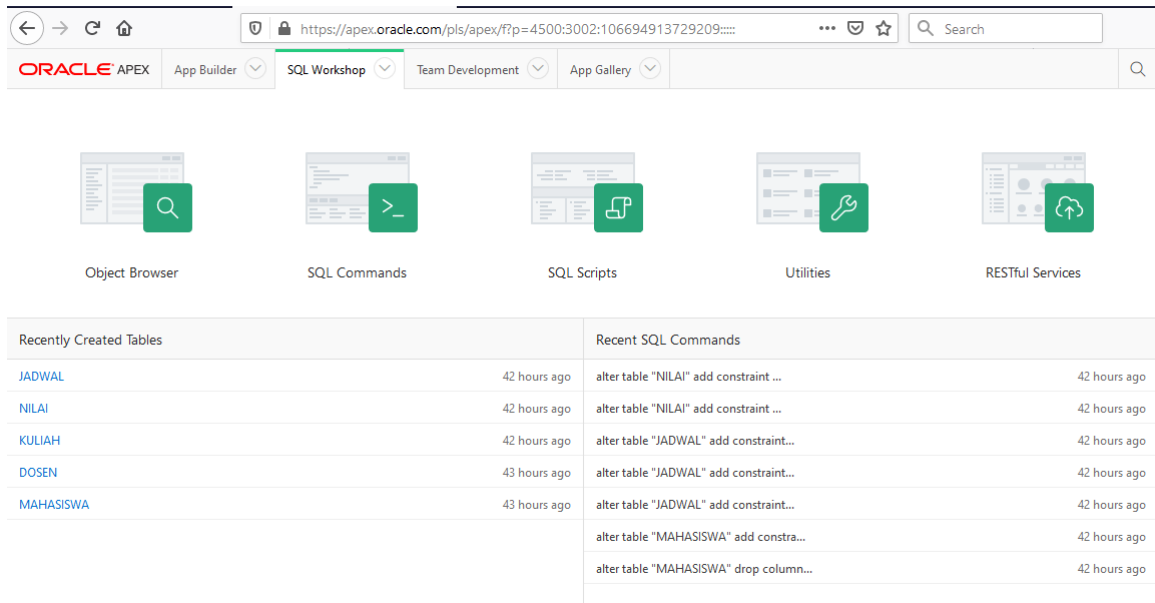 https://apex.oracle.com/pls/apex/f?p=4500:3002:106694913729209:::::
Search
ORACLE APEX App Builder SQL Workshop Team Development App Gallery
>_
Object Browser SQL Commands SQL Scripts Utilities RESTful Services
Recently Created Tables
JADWAL 42 hours ago
NILAI 42 hours ago
KULIAH 42 hours ago
DOSEN 43 hours ago
MAHASISWA 43 hours ago
Recent SQL Commands
alter table "NILAI" add constraint ... 42 hours ago
alter table "NILAI" add constraint ... 42 hours ago
alter table "JADWAL" add constraint... 42 hours ago
alter table "JADWAL" add constraint... 42 hours ago
alter table "JADWAL" add constraint... 42 hours ago
alter table "MAHASISWA" add constra... 42 hours ago
alter table "MAHASISWA" drop column... 42 hours ago